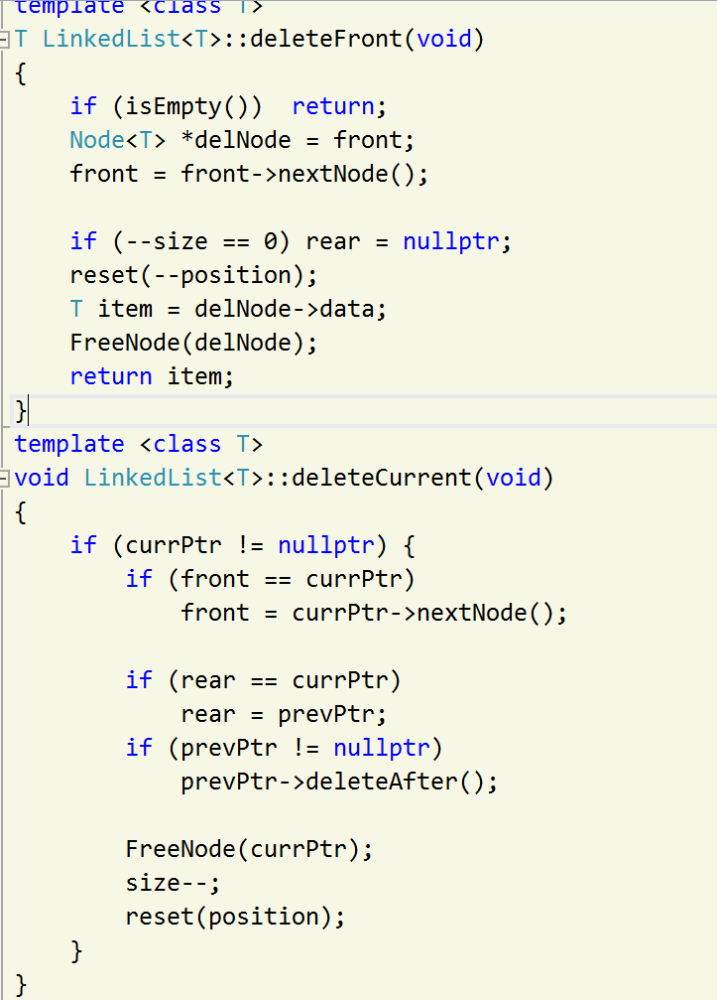 template <class T>
T LinkedList<T>::deleteFront(void)
{
    if (isEmpty())  return;
    Node<T> *delNode = front;
    front = front->nextNode();

    if (--size == 0) rear = nullptr;
    reset(--position);
    T item = delNode->data;
    FreeNode(delNode);
    return item;
}
template <class T>
void LinkedList<T>::deleteCurrent(void)
{
    if (currPtr != nullptr) {
        if (front == currPtr)
            front = currPtr->nextNode();

        if (rear == currPtr)
            rear = prevPtr;
        if (prevPtr != nullptr)
            prevPtr->deleteAfter();

        FreeNode(currPtr);
        size--;
        reset(position);
    }
}